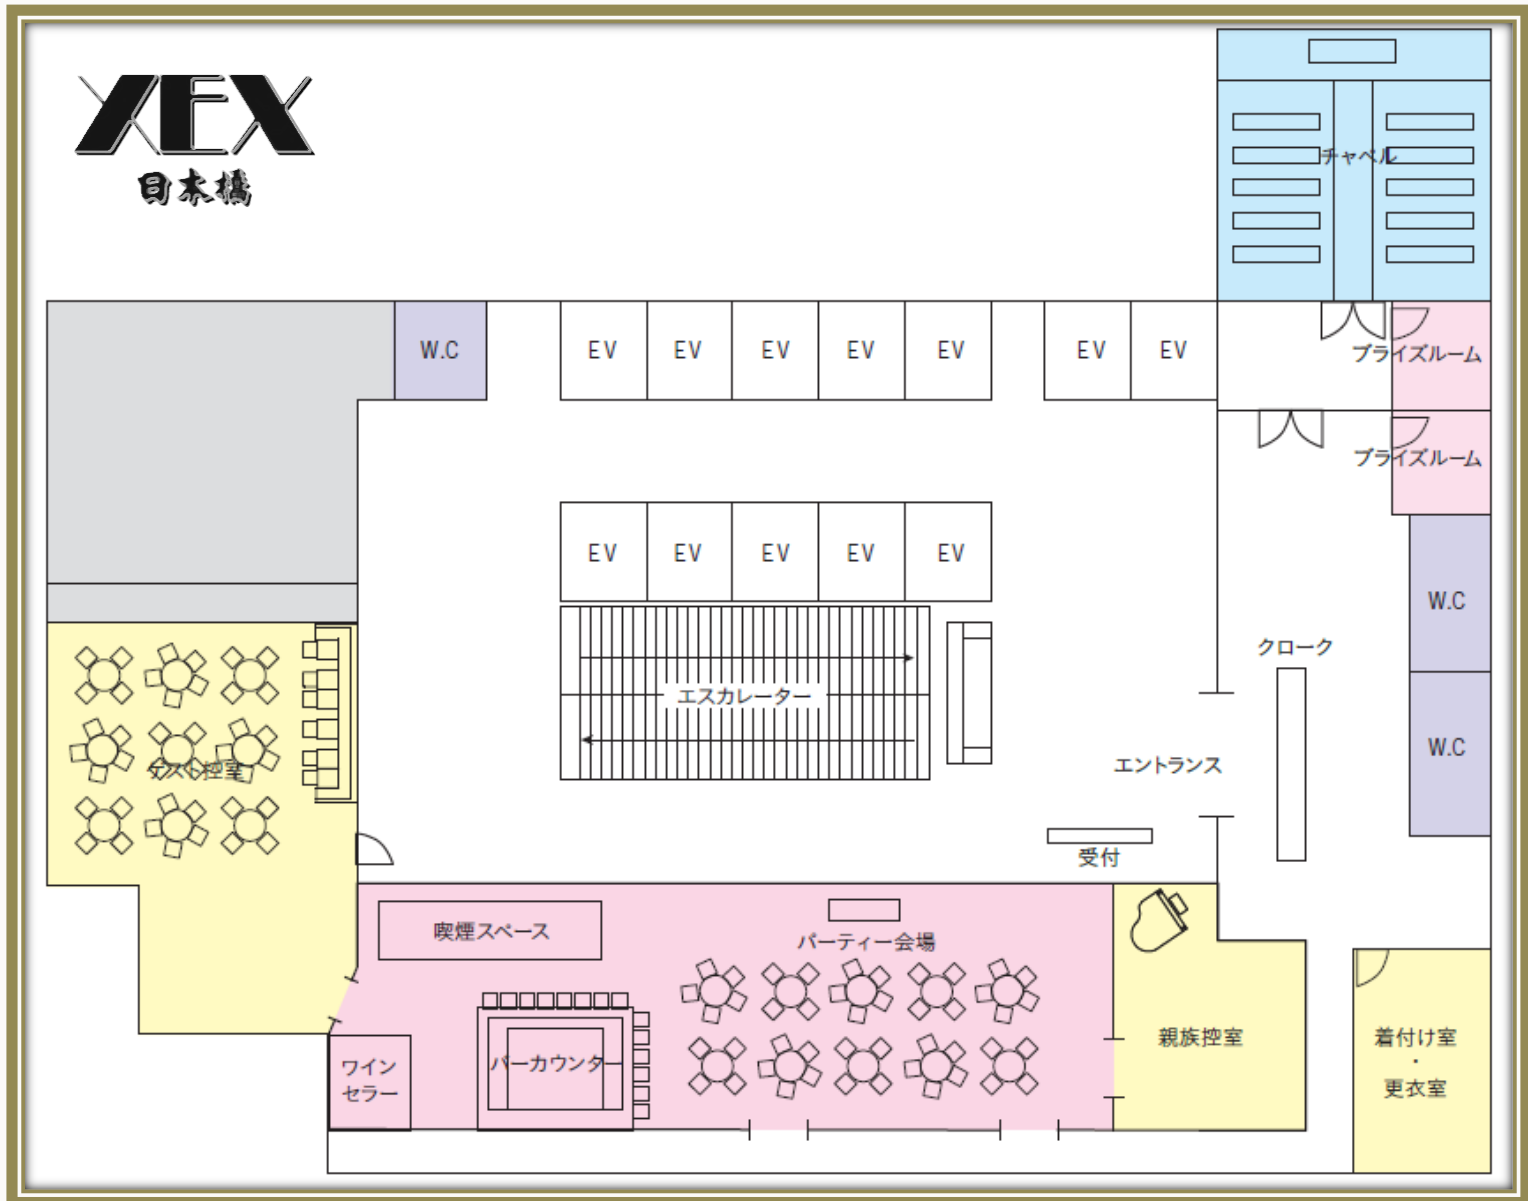 XEX
日本橋
チャペル
W.C
EV
EV
EV
EV
EV
EV
EV
ブライズルーム
ブライズルーム
EV
EV
EV
EV
EV
W.C
クローク
エスカレーター
W.C
エントランス
ゲスト控室
受付
喫煙スペース
パーティー会場
親族控室
着付け室
・
更衣室
バーカウンター
ワイン
セラー